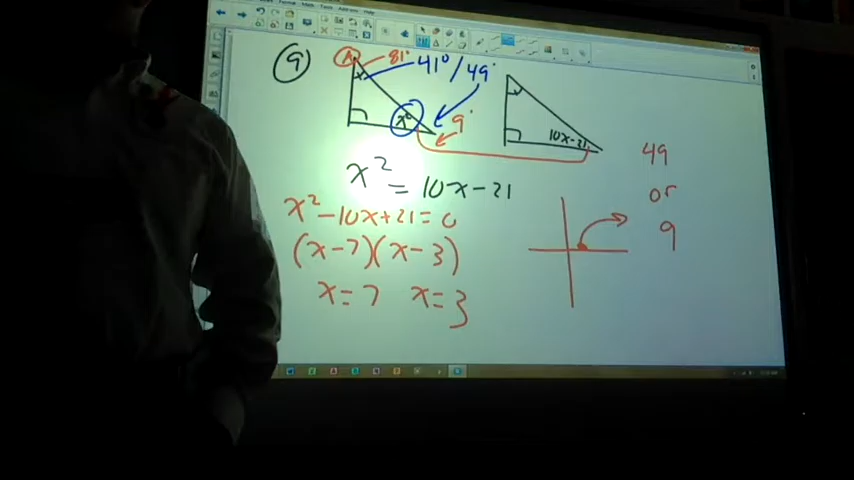 9
A 81° 41°/49°
x²
9°
10x-21
x² = 10x-21
x²-10x+21=0
(x-7)(x-3)
x=7 x=3
49
or
9